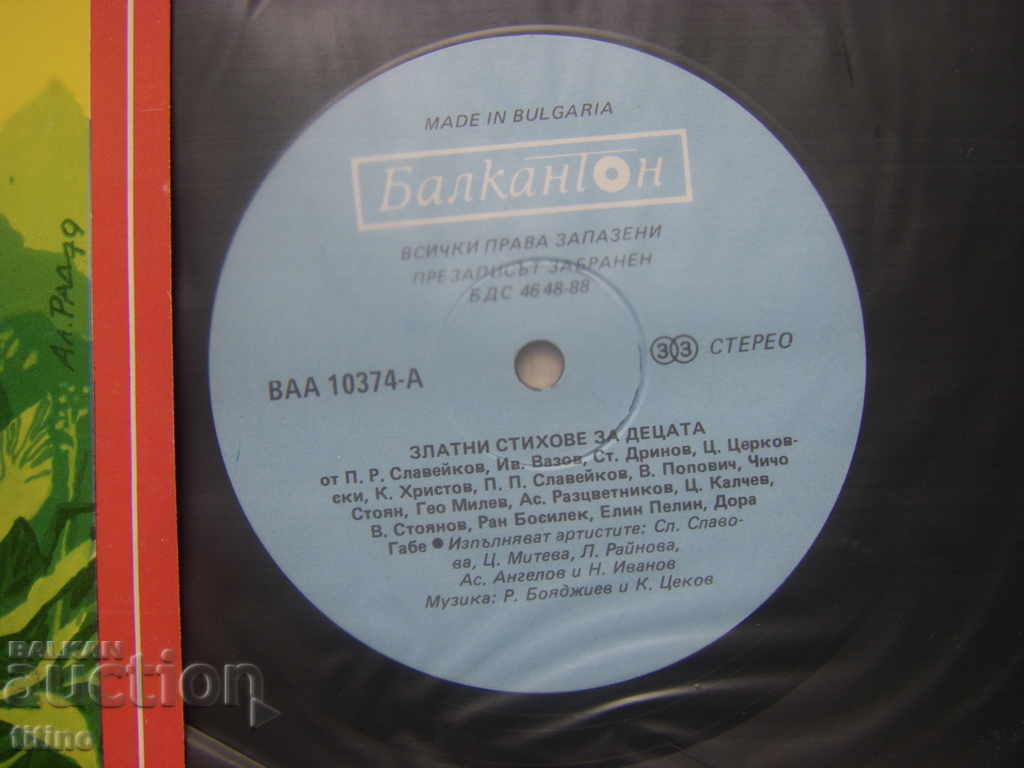 MADE IN BULGARIA
БалканТон
ВСИЧКИ ПРАВА ЗАПАЗЕНИ
ПРЕЗАПИСЪТ ЗАБРАНЕН
БДС 4648-88
33 СТЕРЕО
ВАА 10374-А
ЗЛАТНИ СТИХОВЕ ЗА ДЕЦАТА
от П. Р. Славейков, Ив. Вазов, Ст. Дринов, Ц. Церков-
ски, К. Христов, П. П. Славейков, В. Попович, Чичо
Стоян, Гео Милев, Ас. Разцветников, Ц. Калчев,
В. Стоянов, Ран Босилек, Елин Пелин, Дора
Габе ● Изпълняват артистите: Сл. Славо-
ва, Ц. Митева, Л. Райнова,
Ас. Ангелов и Н. Иванов
Музика: Р. Бояджиев и К. Цеков
Ал. Рад 79
BALKAN
auction
titino